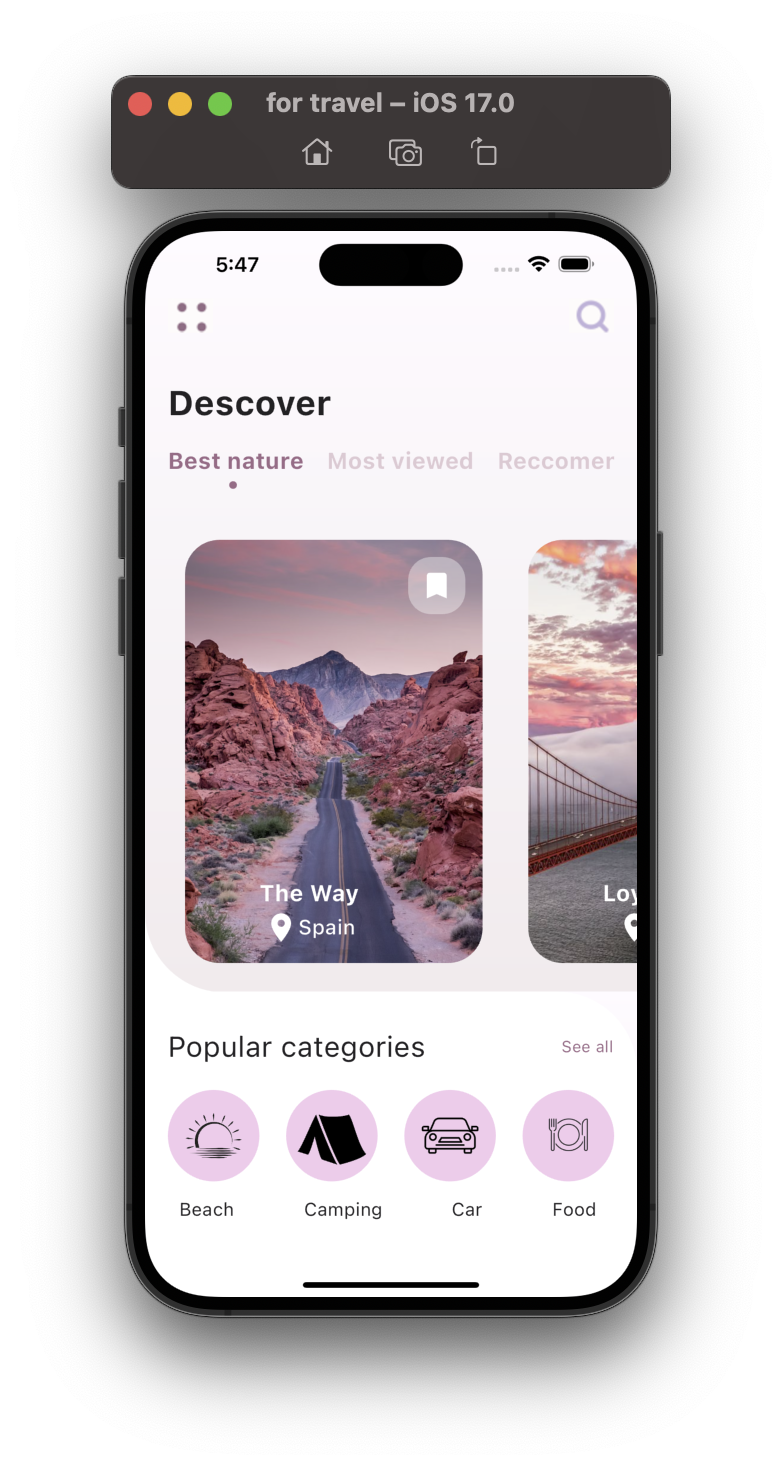 for travel – iOS 17.0
5:47
Descover
Best nature Most viewed Reccomer
The Way
Loy
Spain
Popular categories See all
Beach Camping Car Food